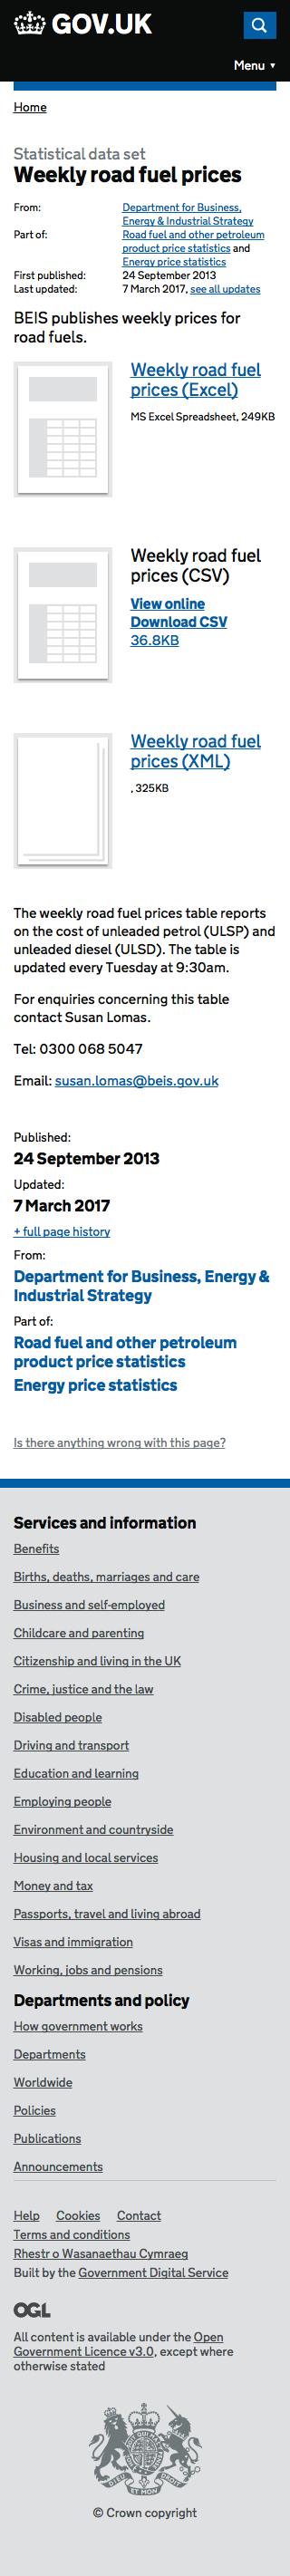 GOV.UK
Menu ▼
Home
Statistical data set
Weekly road fuel prices
From: Department for Business,
Energy & Industrial Strategy
Part of: Road fuel and other petroleum
product price statistics and
Energy price statistics
First published: 24 September 2013
Last updated: 7 March 2017, see all updates
BEIS publishes weekly prices for
road fuels.
Weekly road fuel
prices (Excel)
MS Excel Spreadsheet, 249KB
Weekly road fuel
prices (CSV)
View online
Download CSV
36.8KB
Weekly road fuel
prices (XML)
, 325KB
The weekly road fuel prices table reports
on the cost of unleaded petrol (ULSP) and
unleaded diesel (ULSD). The table is
updated every Tuesday at 9:30am.
For enquiries concerning this table
contact Susan Lomas.
Tel: 0300 068 5047
Email: susan.lomas@beis.gov.uk
Published:
24 September 2013
Updated:
7 March 2017
+ full page history
From:
Department for Business, Energy &
Industrial Strategy
Part of:
Road fuel and other petroleum
product price statistics
Energy price statistics
Is there anything wrong with this page?
Services and information
Benefits
Births, deaths, marriages and care
Business and self-employed
Childcare and parenting
Citizenship and living in the UK
Crime, justice and the law
Disabled people
Driving and transport
Education and learning
Employing people
Environment and countryside
Housing and local services
Money and tax
Passports, travel and living abroad
Visas and immigration
Working, jobs and pensions
Departments and policy
How government works
Departments
Worldwide
Policies
Publications
Announcements
Help Cookies Contact
Terms and conditions
Rhestr o Wasanaethau Cymraeg
Built by the Government Digital Service
OGL
All content is available under the Open
Government Licence v3.0, except where
otherwise stated
DIEU ET MON DROIT
© Crown copyright